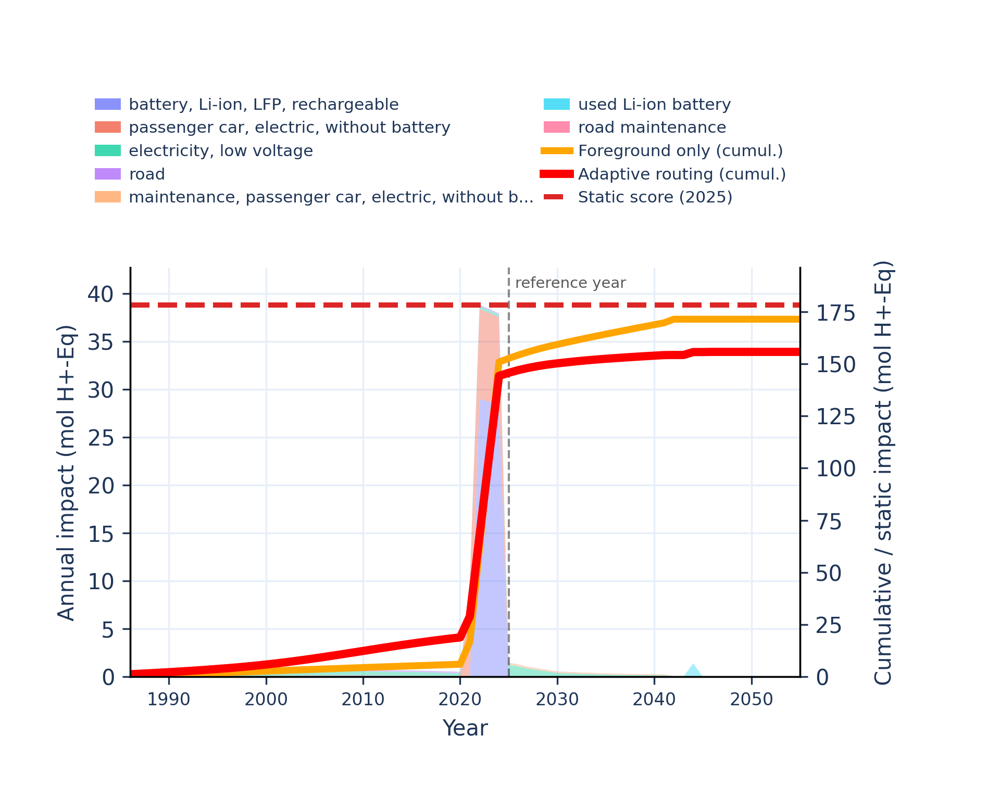 battery, Li-ion, LFP, rechargeable
passenger car, electric, without battery
electricity, low voltage
road
maintenance, passenger car, electric, without b...
used Li-ion battery
road maintenance
Foreground only (cumul.)
Adaptive routing (cumul.)
Static score (2025)
reference year
Annual impact (mol H+-Eq)
40
35
30
25
20
15
10
5
0
Cumulative / static impact (mol H+-Eq)
175
150
125
100
75
50
25
0
1990
2000
2010
2020
2030
2040
2050
Year